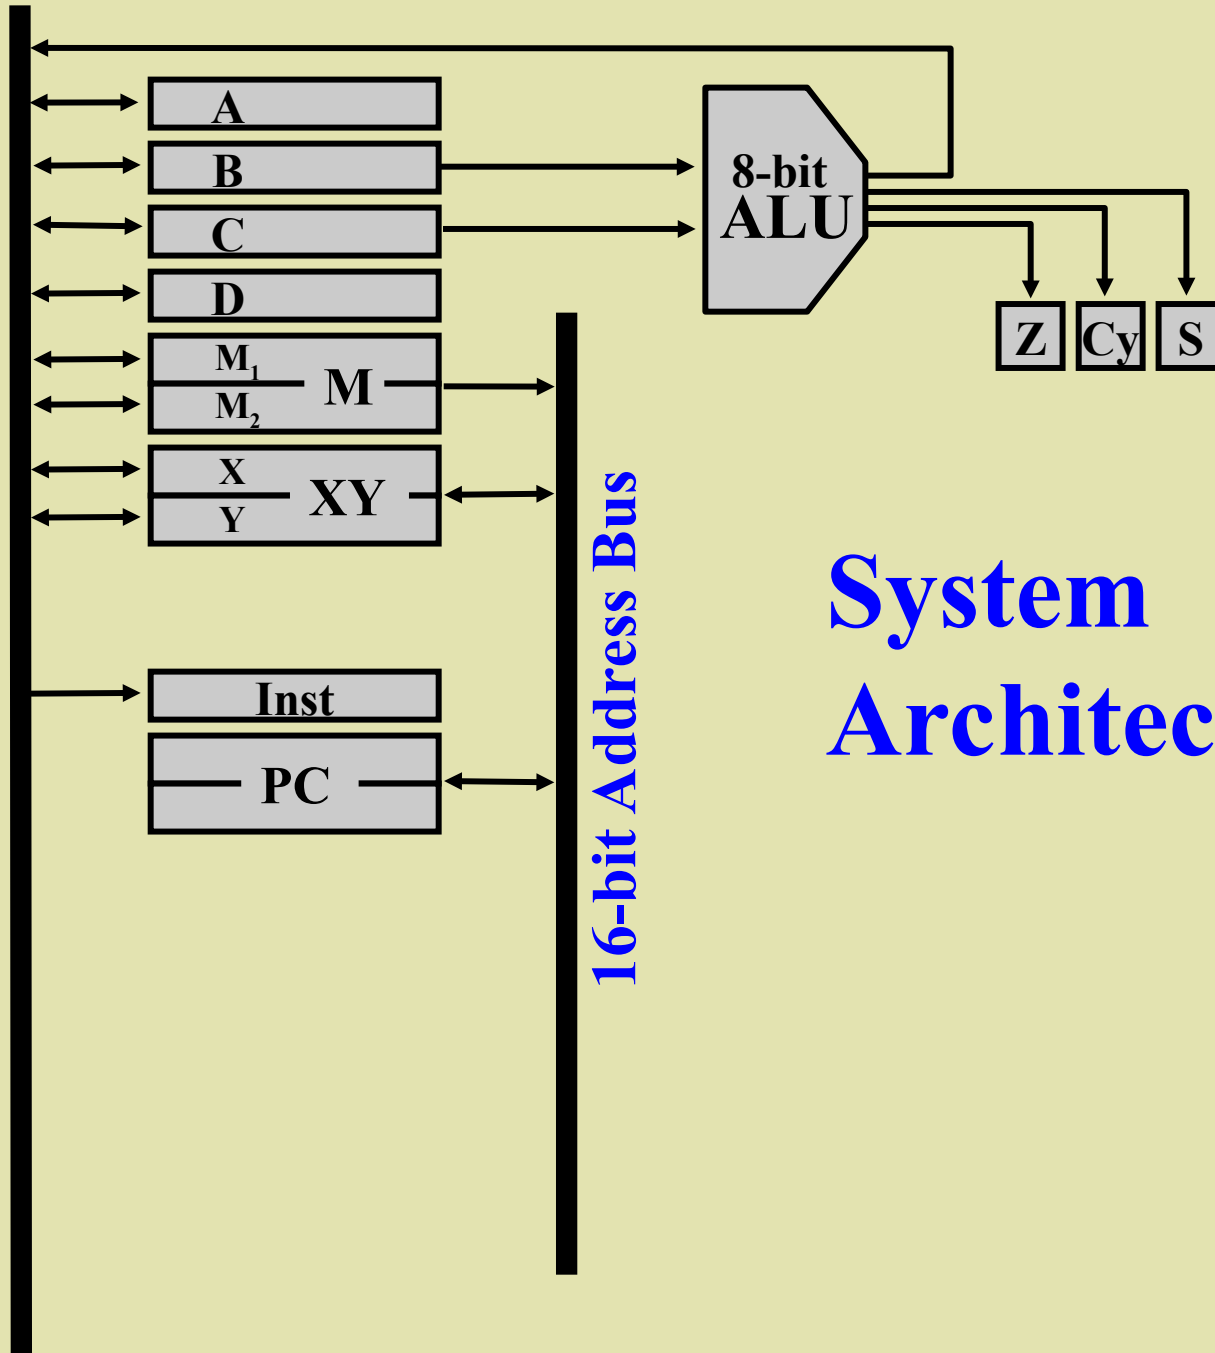 A
B
C
D
M₁
M
M₂
X
XY
Y
Inst
PC
8-bit
ALU
Z
Cy
S
16-bit Address Bus
System
Architec